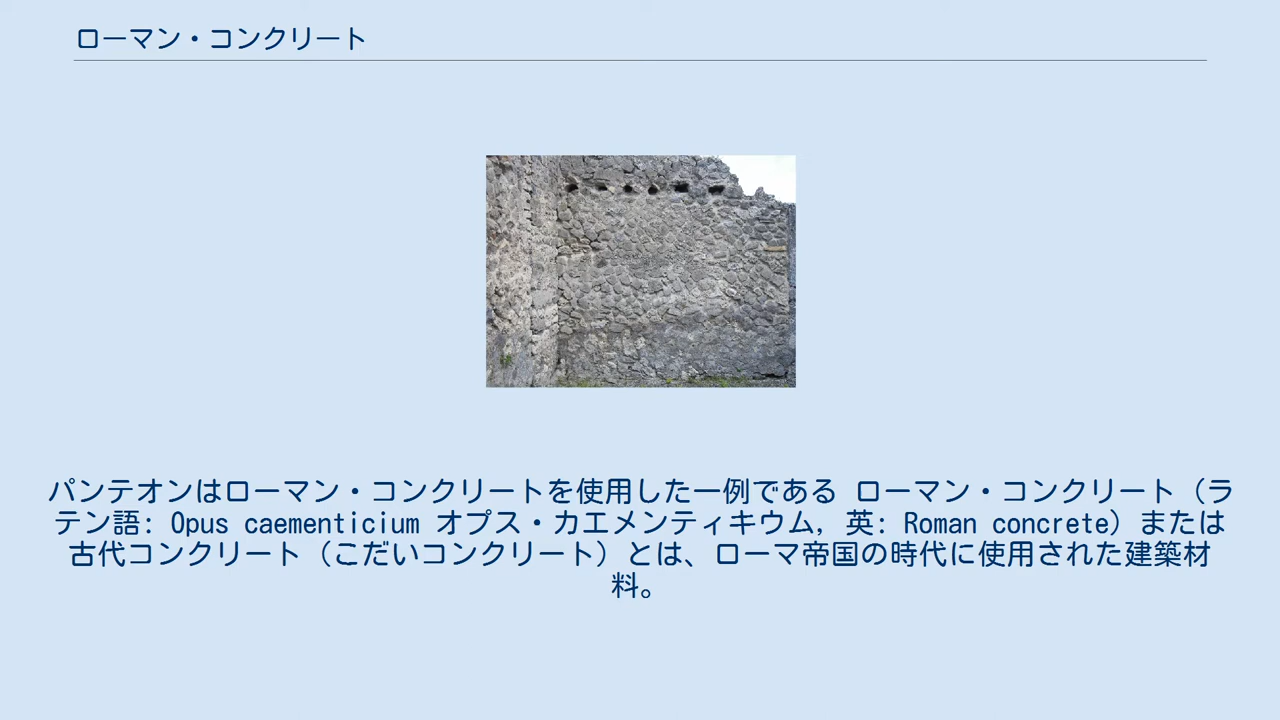 ローマン・コンクリート
パンテオンはローマン・コンクリートを使用した一例である ローマン・コンクリート（ラ
テン語: Opus caementicium オプス・カエメンティキウム, 英: Roman concrete）または
古代コンクリート（こだいコンクリート）とは、ローマ帝国の時代に使用された建築材
料。